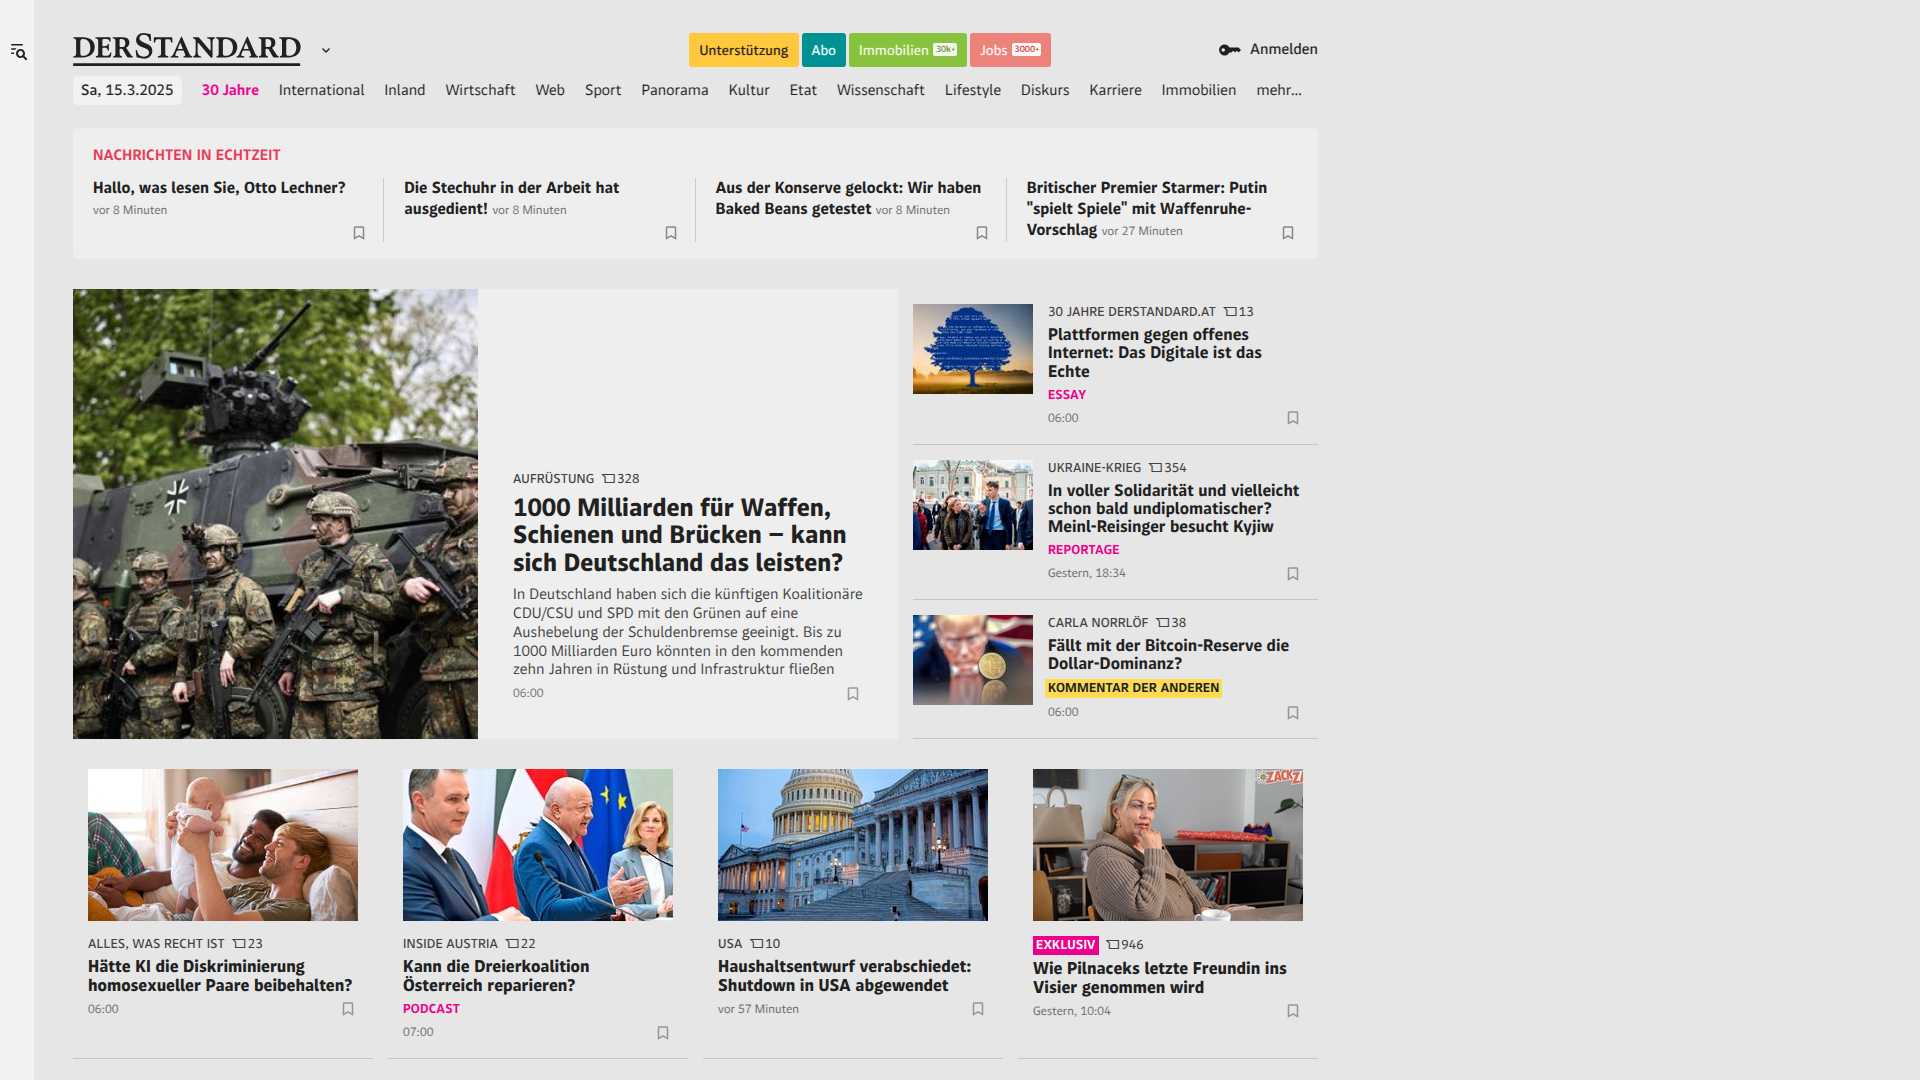 DERSTANDARD
Unterstützung
Abo
Immobilien 30k+
Jobs 3000+
Anmelden
Sa, 15.3.2025
30 Jahre
International
Inland
Wirtschaft
Web
Sport
Panorama
Kultur
Etat
Wissenschaft
Lifestyle
Diskurs
Karriere
Immobilien
mehr...
NACHRICHTEN IN ECHTZEIT
Hallo, was lesen Sie, Otto Lechner?
vor 8 Minuten
Die Stechuhr in der Arbeit hat
ausgedient! vor 8 Minuten
Aus der Konserve gelockt: Wir haben
Baked Beans getestet vor 8 Minuten
Britischer Premier Starmer: Putin
"spielt Spiele" mit Waffenruhe-
Vorschlag vor 27 Minuten
AUFRÜSTUNG 328
1000 Milliarden für Waffen,
Schienen und Brücken – kann
sich Deutschland das leisten?
In Deutschland haben sich die künftigen Koalitionäre
CDU/CSU und SPD mit den Grünen auf eine
Aushebelung der Schuldenbremse geeinigt. Bis zu
1000 Milliarden Euro könnten in den kommenden
zehn Jahren in Rüstung und Infrastruktur fließen
06:00
30 JAHRE DERSTANDARD.AT 13
Plattformen gegen offenes
Internet: Das Digitale ist das
Echte
ESSAY
06:00
UKRAINE-KRIEG 354
In voller Solidarität und vielleicht
schon bald undiplomatischer?
Meinl-Reisinger besucht Kyjiw
REPORTAGE
Gestern, 18:34
CARLA NORRLÖF 38
Fällt mit der Bitcoin-Reserve die
Dollar-Dominanz?
KOMMENTAR DER ANDEREN
06:00
ALLES, WAS RECHT IST 23
Hätte KI die Diskriminierung
homosexueller Paare beibehalten?
06:00
INSIDE AUSTRIA 22
Kann die Dreierkoalition
Österreich reparieren?
PODCAST
07:00
USA 10
Haushaltsentwurf verabschiedet:
Shutdown in USA abgewendet
vor 57 Minuten
ZACKZA
EXKLUSIV 946
Wie Pilnaceks letzte Freundin ins
Visier genommen wird
Gestern, 10:04